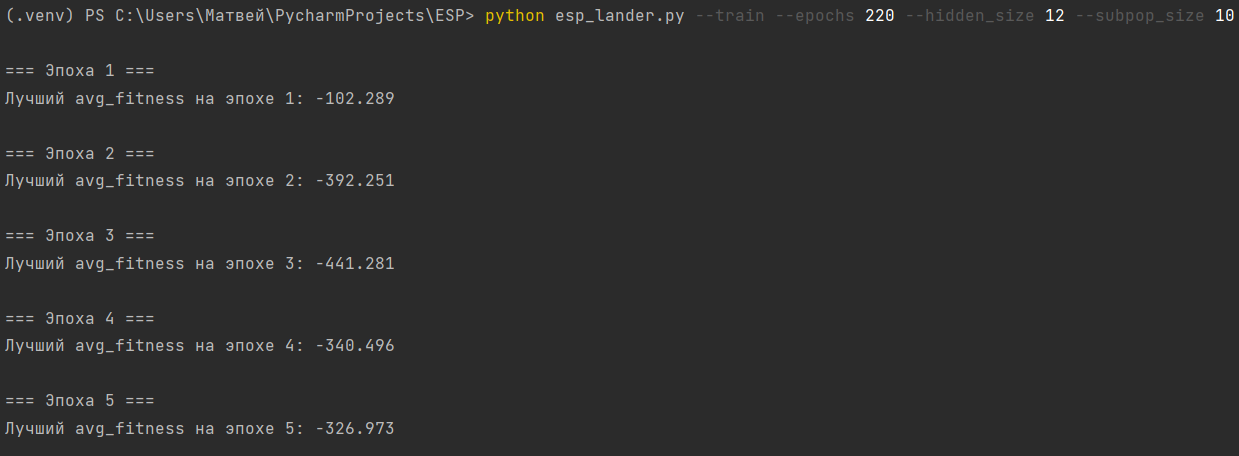 (.venv) PS C:\Users\Матвей\PycharmProjects\ESP> python esp_lander.py --train --epochs 220 --hidden_size 12 --subpop_size 10
=== Эпоха 1 ===
Лучший avg_fitness на эпохе 1: -102.289
=== Эпоха 2 ===
Лучший avg_fitness на эпохе 2: -392.251
=== Эпоха 3 ===
Лучший avg_fitness на эпохе 3: -441.281
=== Эпоха 4 ===
Лучший avg_fitness на эпохе 4: -340.496
=== Эпоха 5 ===
Лучший avg_fitness на эпохе 5: -326.973